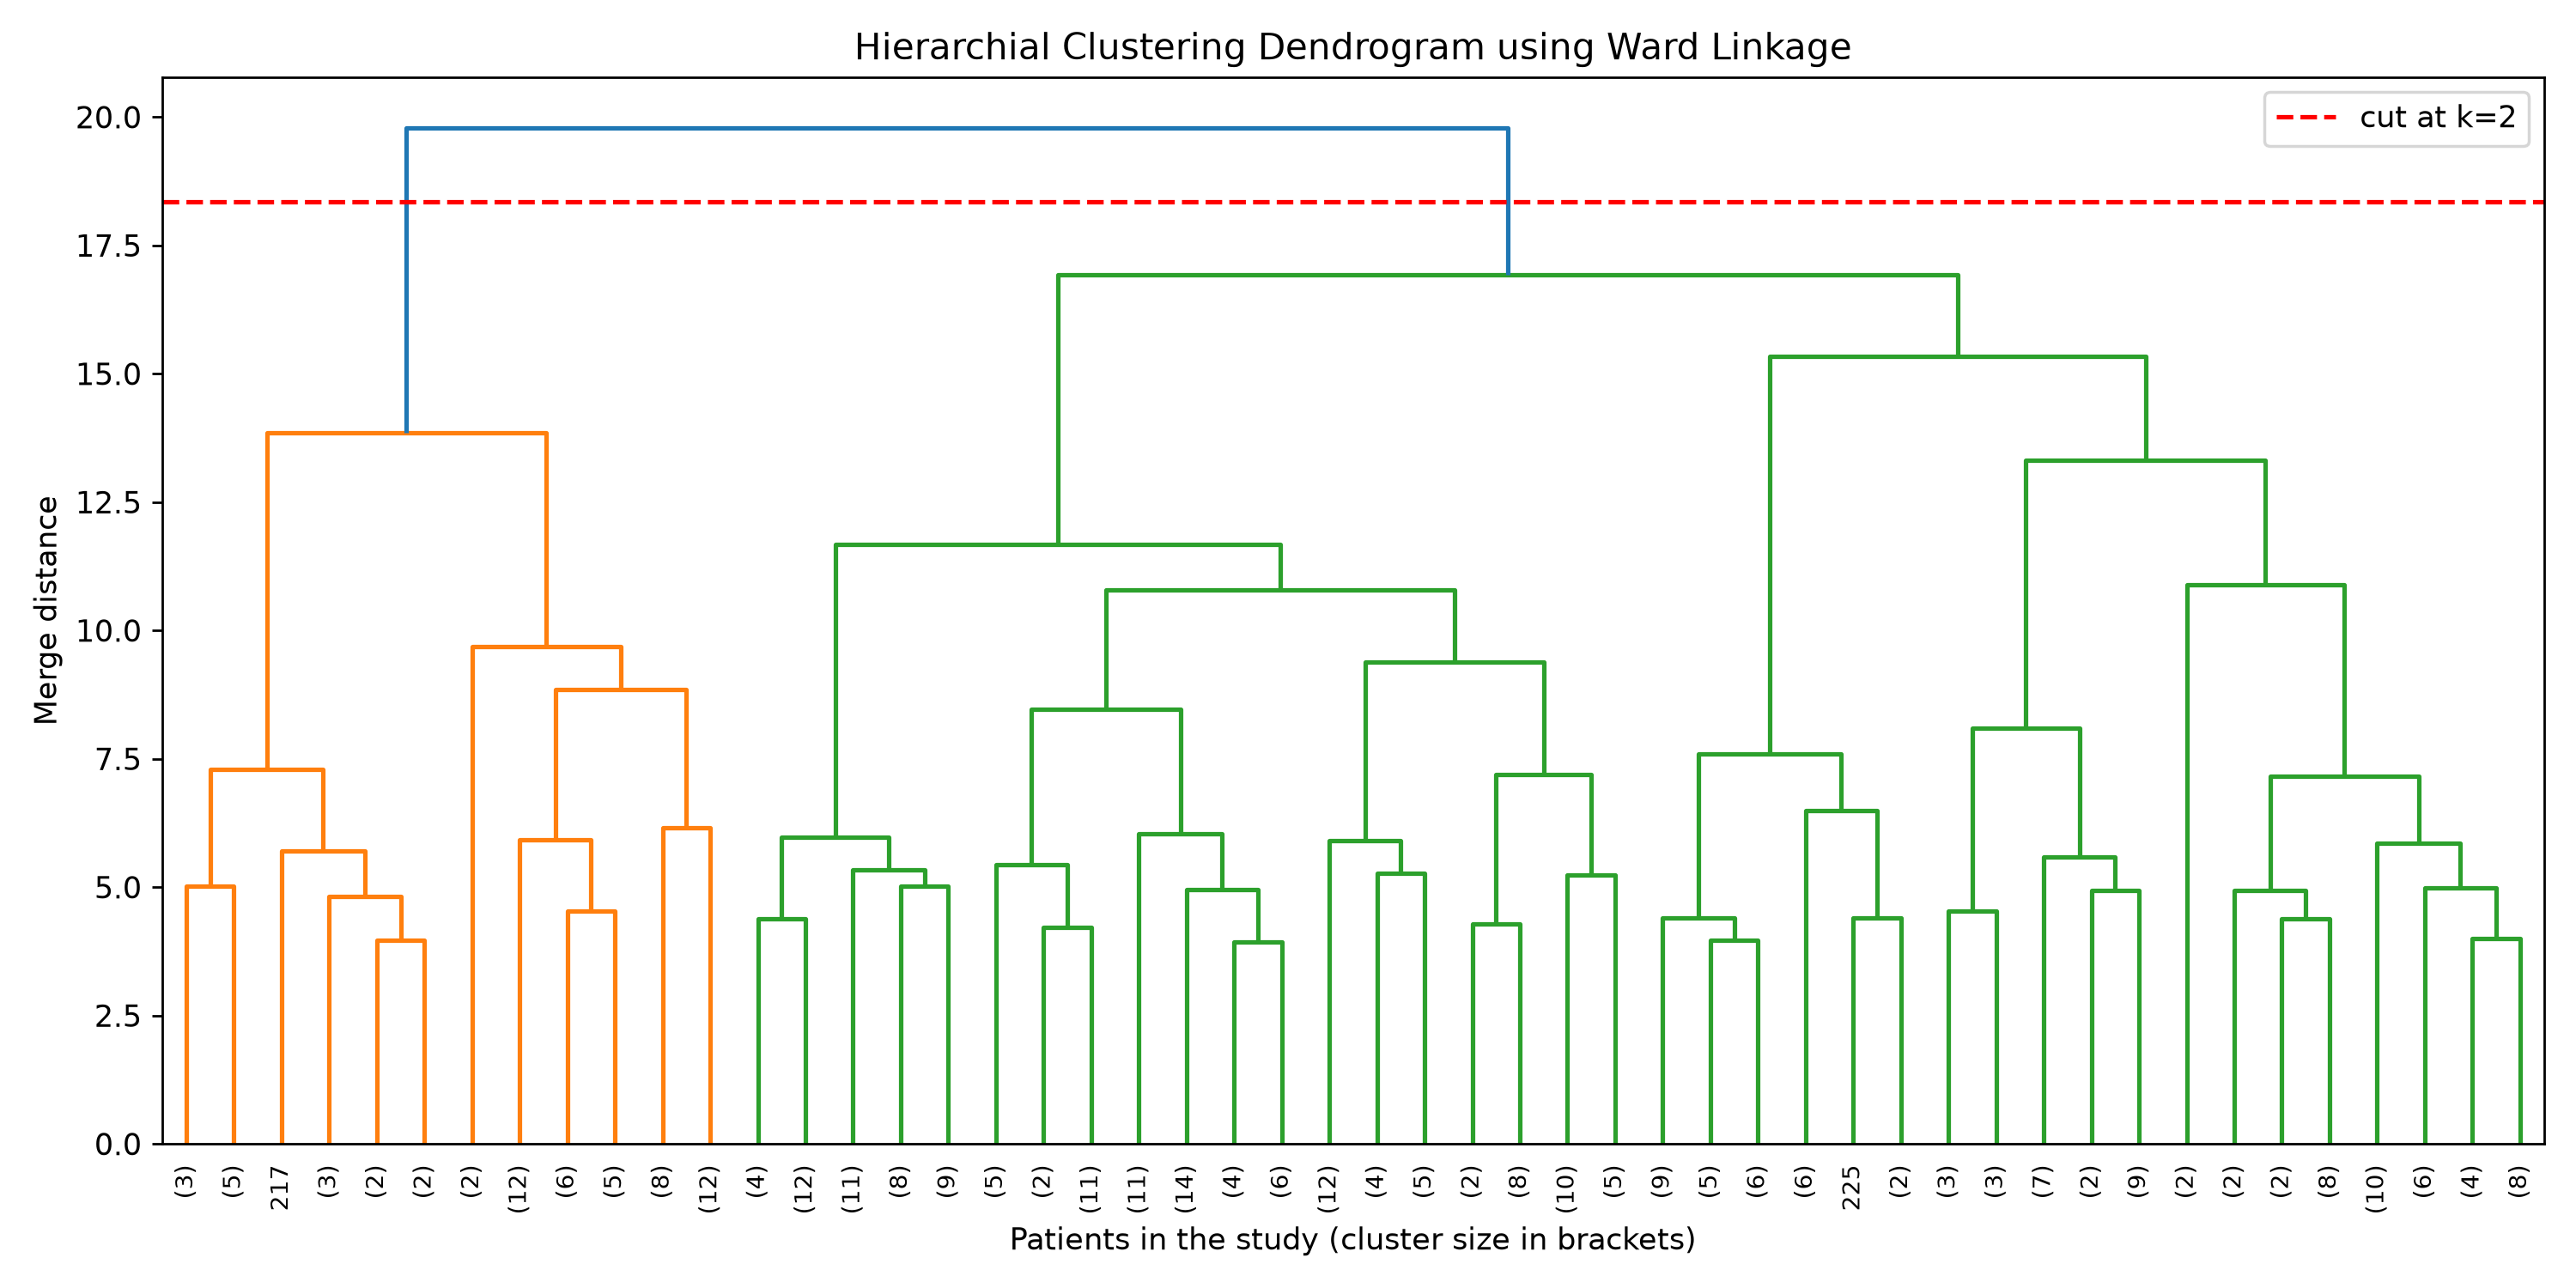 Hierarchial Clustering Dendrogram using Ward Linkage
cut at k=2
20.0
17.5
15.0
12.5
10.0
7.5
5.0
2.5
0.0
Merge distance
(3) (5) 217 (3) (2) (2) (2) (12) (6) (5) (8) (12) (4) (12) (11) (8) (9) (5) (2) (11) (11) (14) (4) (6) (12) (4) (5) (2) (8) (10) (5) (9) (5) (6) (6) 225 (2) (3) (3) (7) (2) (9) (2) (2) (2) (8) (10) (6) (4) (8)
Patients in the study (cluster size in brackets)